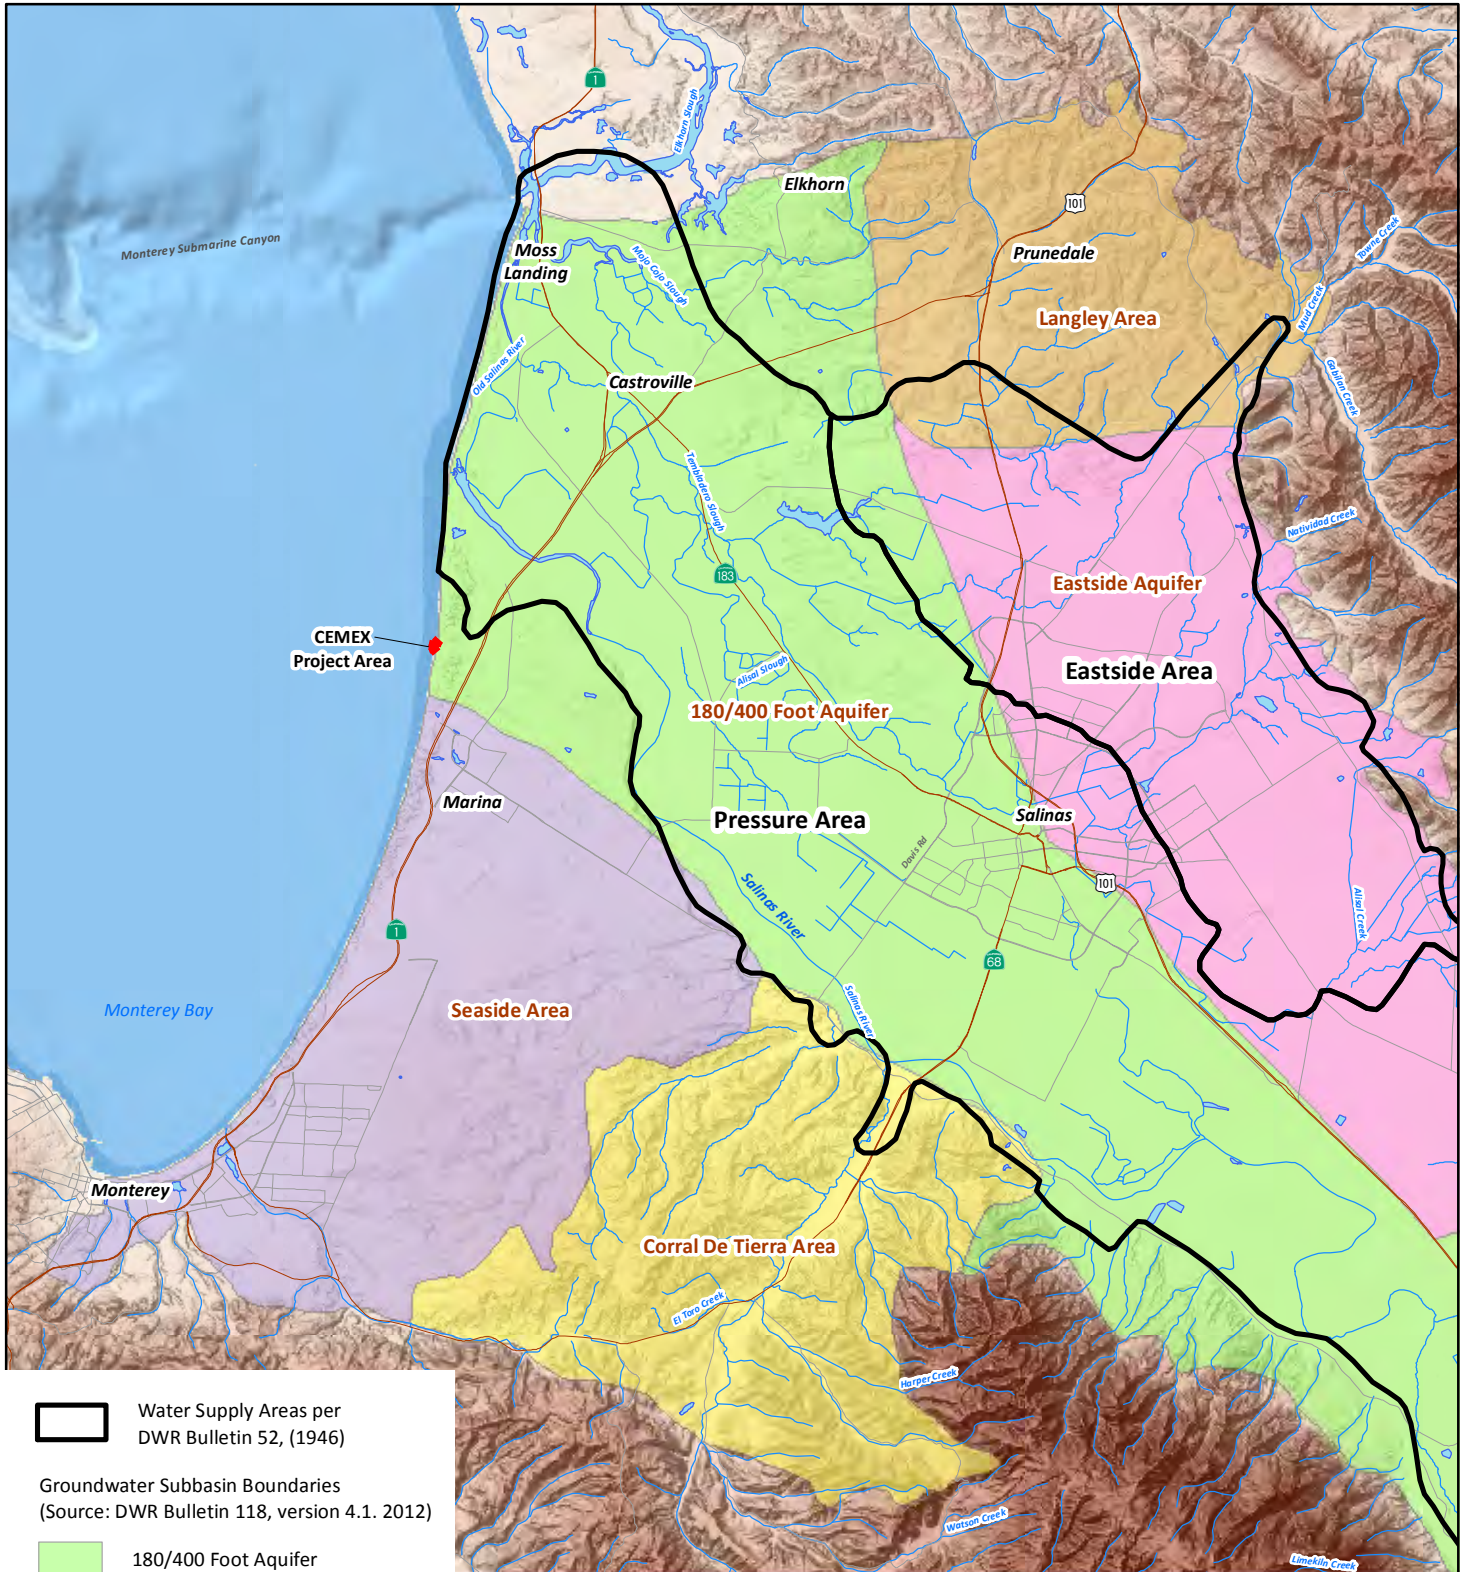 1
Elkhorn Slough
Elkhorn
101
Prunedale
Towne Creek
Mud Creek
Monterey Submarine Canyon
Moss
Landing
Mojo Cojo Slough
Langley Area
Gabilan Creek
Old Salinas River
Castroville
Tembladero Slough
Natividad Creek
183
Eastside Aquifer
CEMEX
Project Area
Alisal Slough
Eastside Area
180/400 Foot Aquifer
Marina
Pressure Area
Salinas
Davis Rd
101
Salinas River
Alisal Creek
1
68
Monterey Bay
Seaside Area
Salinas River
Monterey
Corral De Tierra Area
El Toro Creek
Harper Creek
Watson Creek
Limekiln Creek
Water Supply Areas per
DWR Bulletin 52, (1946)
Groundwater Subbasin Boundaries
(Source: DWR Bulletin 118, version 4.1. 2012)
180/400 Foot Aquifer